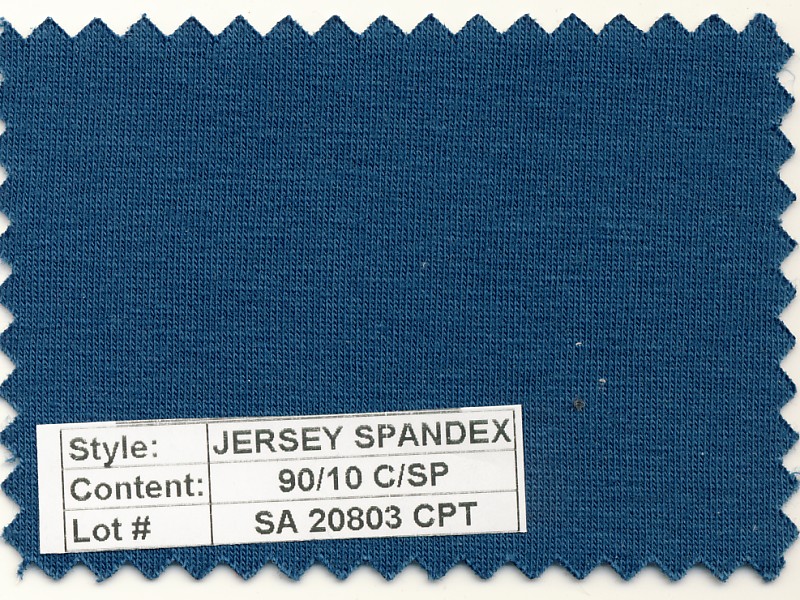 Style: JERSEY SPANDEX
Content: 90/10 C/SP
Lot # SA 20803 CPT